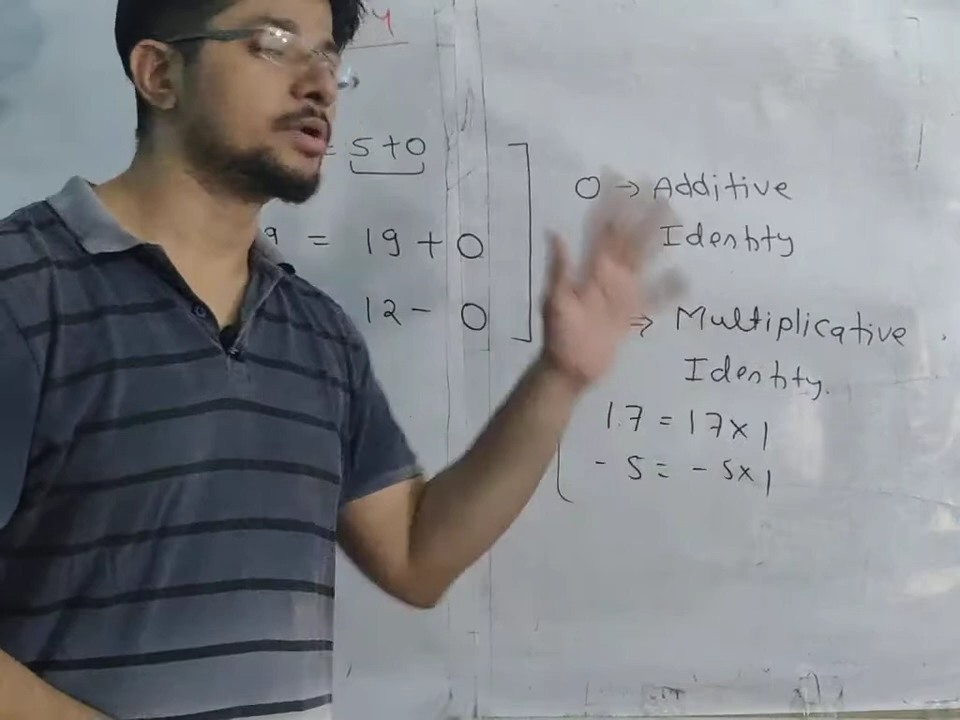 Y
= 5+0
9 = 19 + 0
12 - 0
0 → Additive
Identity
⇒ Multiplicative
Identity.
17 = 17 × 1
- 5 = - 5 × 1